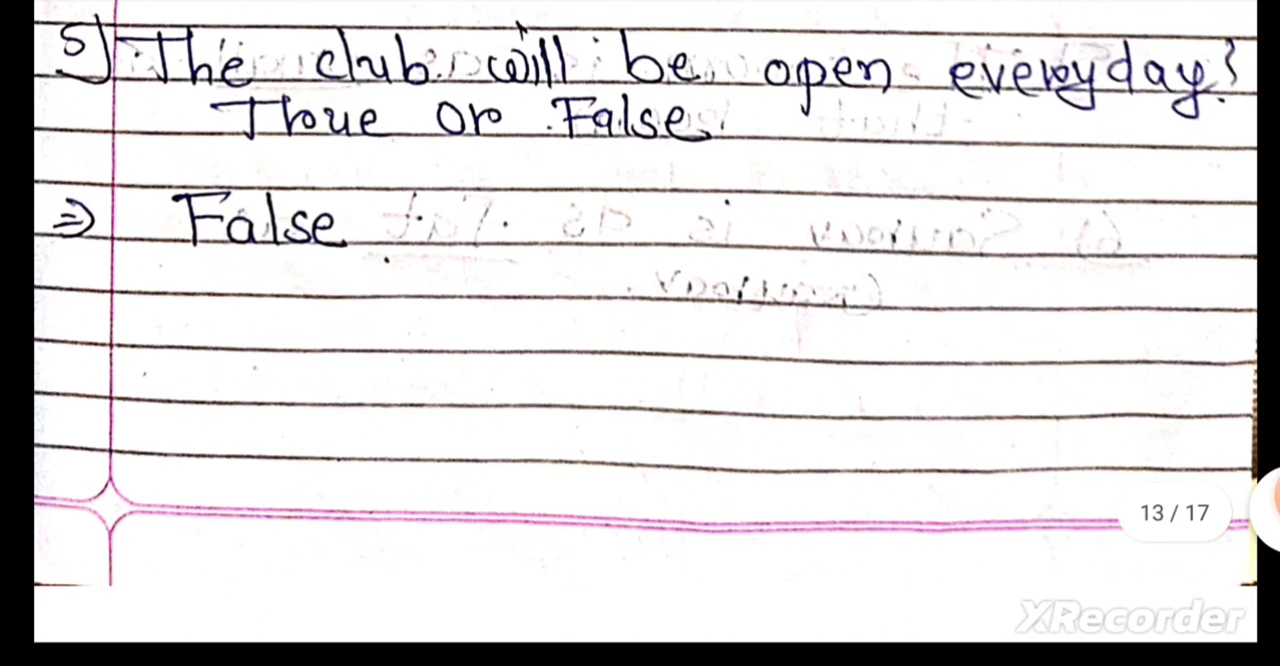 5) The club will be open everyday?
True or False.
⇒ False
13 / 17
XRecorder